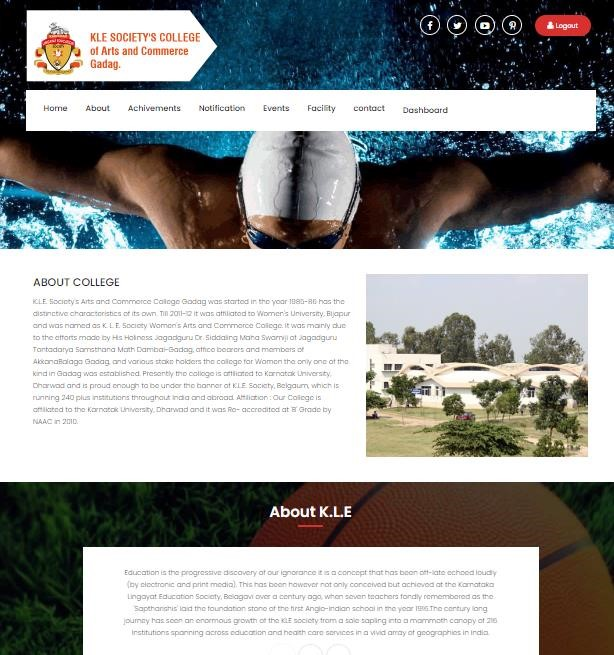 KLE SOCIETY'S COLLEGE
of Arts and Commerce
Gadag.
Logout
Home About Achivements Notification Events Facility contact Dashboard
ABOUT COLLEGE
K.L.E. Society's Arts and Commerce College Gadag was started in the year 1985-86 has the
distinctive characteristics of its own. Till 2011-12 it was affiliated to Women's University, Bijapur
and was named as K. L. E. Society Women's Arts and Commerce College. It was mainly due
to the efforts made by His Holiness Jagadguru Dr. Siddaling Maha Swamiji of Jagadguru
Tontadarya Samsthana Math Dambal-Gadag, office bearers and members of
AkkanaBalaga Gadag, and various stake holders the college for Women the only one of the
kind in Gadag was established. Presently the college is affiliated to Karnatak University,
Dharwad and is proud enough to be under the banner of K.L.E. Society, Belgaum, which is
running 240 plus institutions throughout India and abroad. Affiliation : Our College is
affiliated to the Karnatak University, Dharwad and it was Re- accredited at 'B' Grade by
NAAC in 2010.
About K.L.E
Education is the progressive discovery of our ignorance it is a concept that has been off-late echoed loudly
(by electronic and print media). This has been however not only conceived but achieved at the Karnataka
Lingayat Education Society, Belagavi over a century ago, when seven teachers fondly remembered as the
'Saptharishis' laid the foundation stone of the first Anglo-Indian school in the year 1916.The century long
journey has seen an enormous growth of the KLE society from a sale sapling into a mammoth canopy of 216
institutions spanning across education and health care services in a vivid array of geographies in India.